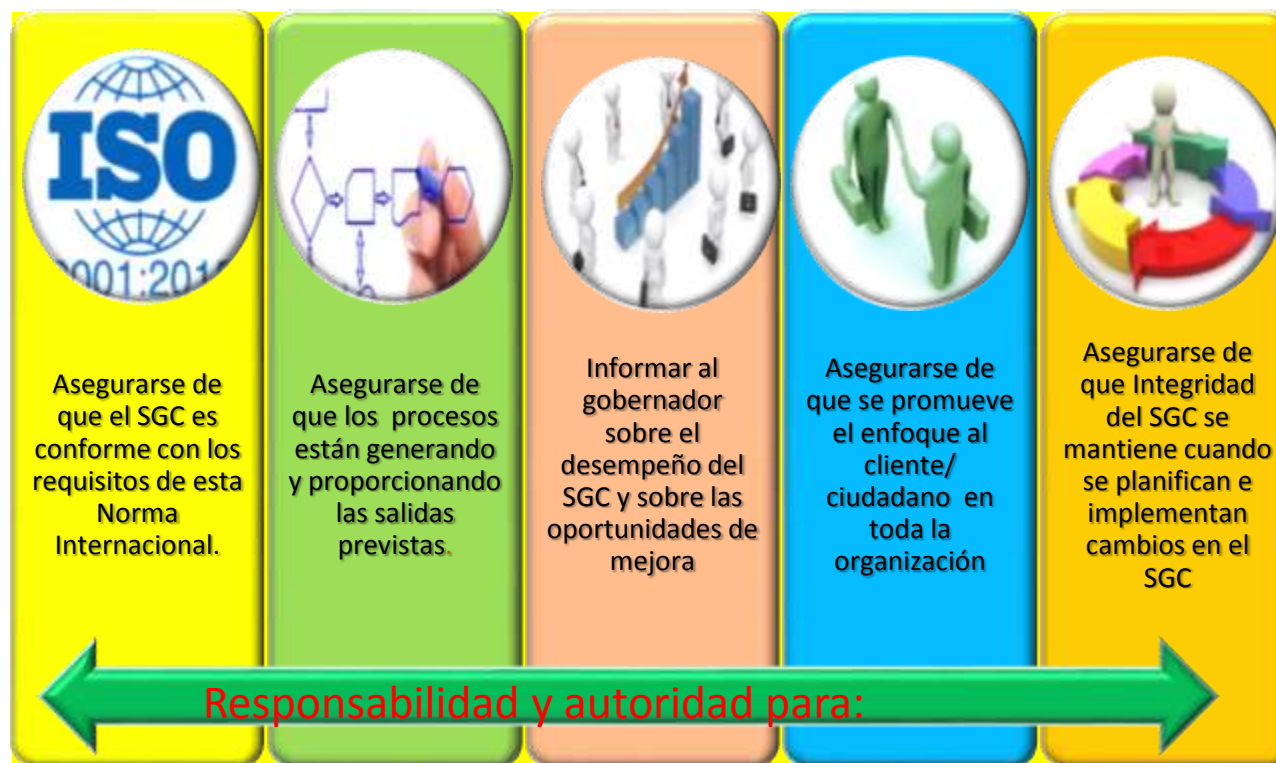 ISO
9001:201
Asegurarse de
que el SGC es
conforme con los
requisitos de esta
Norma
Internacional.
Asegurarse de
que los procesos
están generando
y proporcionando
las salidas
previstas.
Informar al
gobernador
sobre el
desempeño del
SGC y sobre las
oportunidades de
mejora
Asegurarse de
que se promueve
el enfoque al
cliente/
ciudadano en
toda la
organización
Asegurarse de
que Integridad
del SGC se
mantiene cuando
se planifican e
implementan
cambios en el
SGC
Responsabilidad y autoridad para: